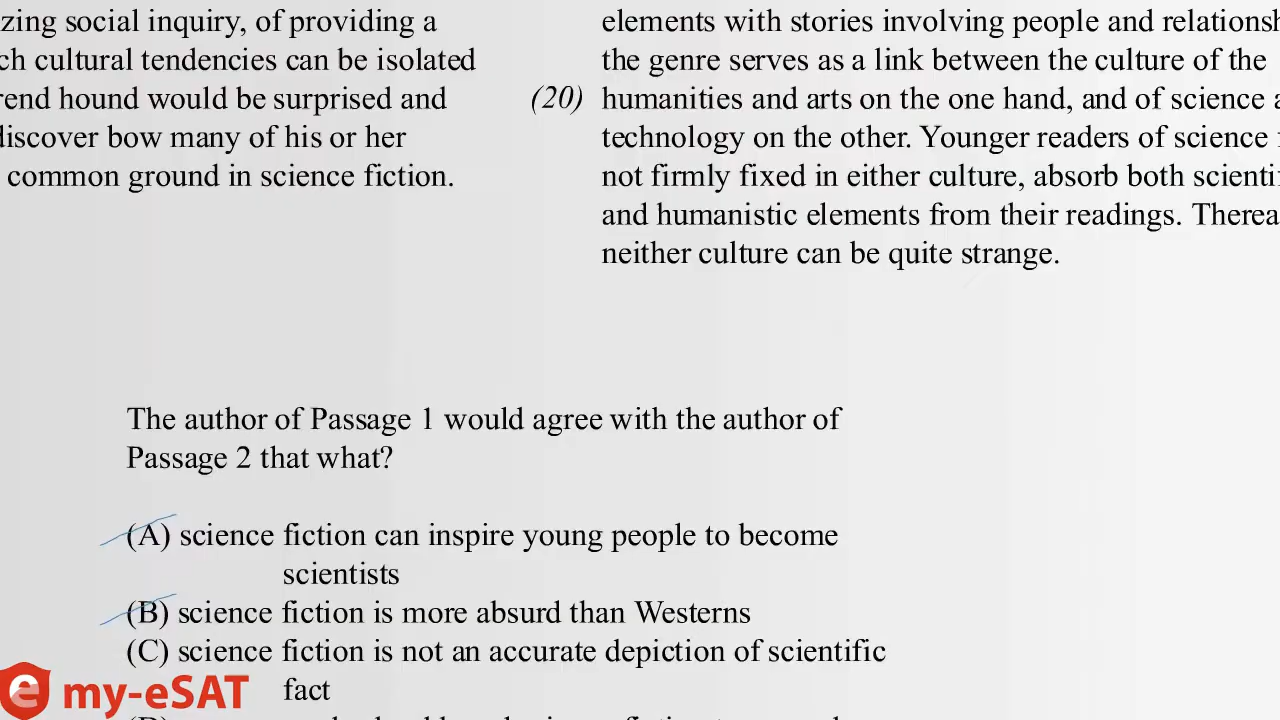 zing social inquiry, of providing a
cultural tendencies can be isolated
hound would be surprised and
discover bow many of his or her
common ground in science fiction.
elements with stories involving people and
the genre serves as a link between the culture of the
(20) humanities and arts on the one hand, and of science
technology on the other. Younger readers of science
not firmly fixed in either culture, absorb both
and humanistic elements from their readings.
neither culture can be quite strange.
The author of Passage 1 would agree with the author of
Passage 2 that what?
(A) science fiction can inspire young people to become
scientists
(B) science fiction is more absurd than Westerns
(C) science fiction is not an accurate depiction of scientific
fact
e my-eSAT